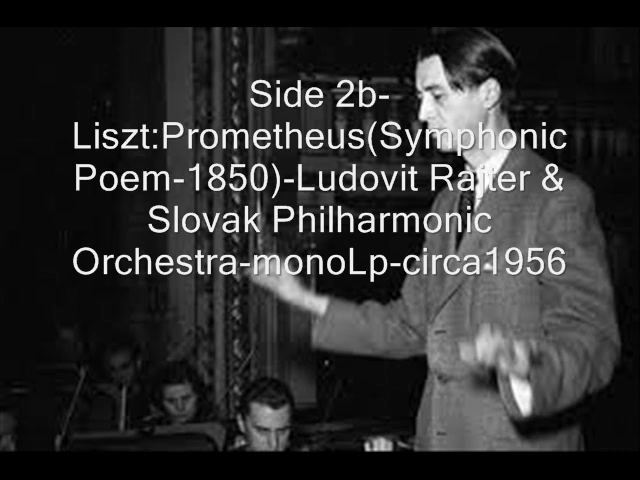 Side 2b-
Liszt:Prometheus(Symphonic
Poem-1850)-Ludovit Rajter &
Slovak Philharmonic
Orchestra-monoLp-circa1956